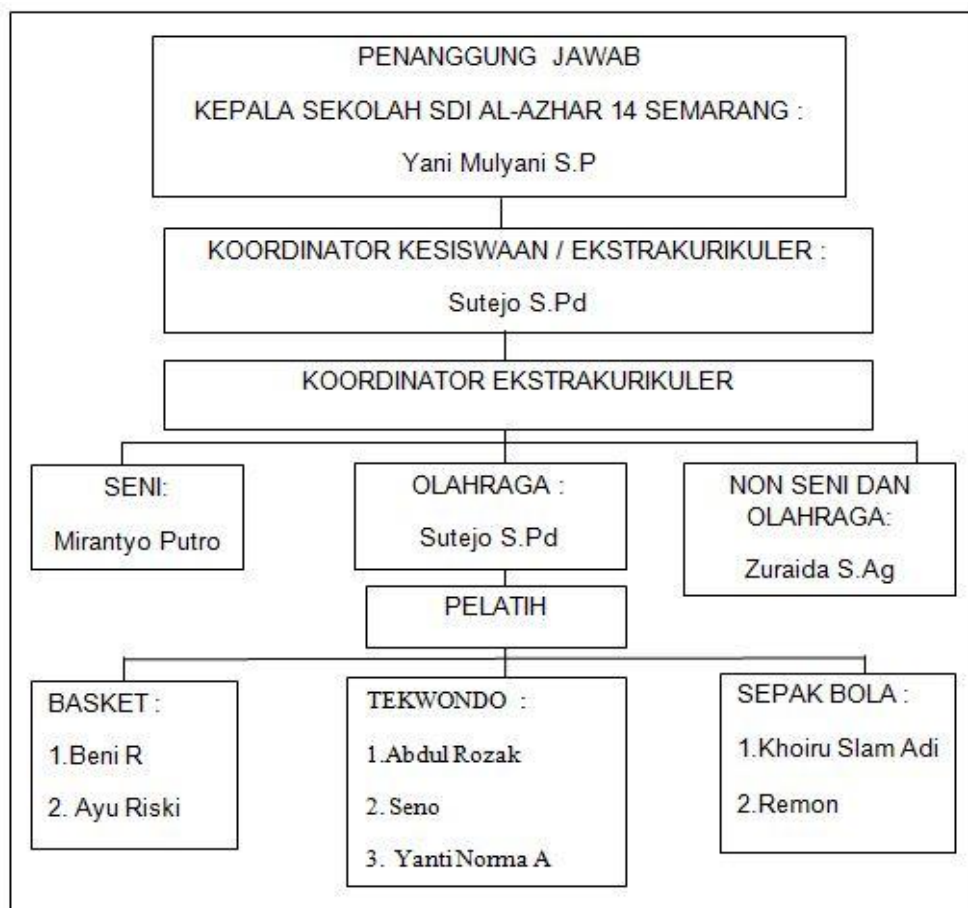 PENANGGUNG JAWAB
KEPALA SEKOLAH SDI AL-AZHAR 14 SEMARANG :
Yani Mulyani S.P
KOORDINATOR KESISWAAN / EKSTRAKURIKULER :
Sutejo S.Pd
KOORDINATOR EKSTRAKURIKULER
SENI:
Mirantyo Putro
OLAHRAGA :
Sutejo S.Pd
NON SENI DAN
OLAHRAGA:
Zuraida S.Ag
PELATIH
BASKET :
1.Beni R
2. Ayu Riski
TEKWONDO :
1.Abdul Rozak
2. Seno
3. Yanti Norma A
SEPAK BOLA :
1.Khoiru Slam Adi
2.Remon